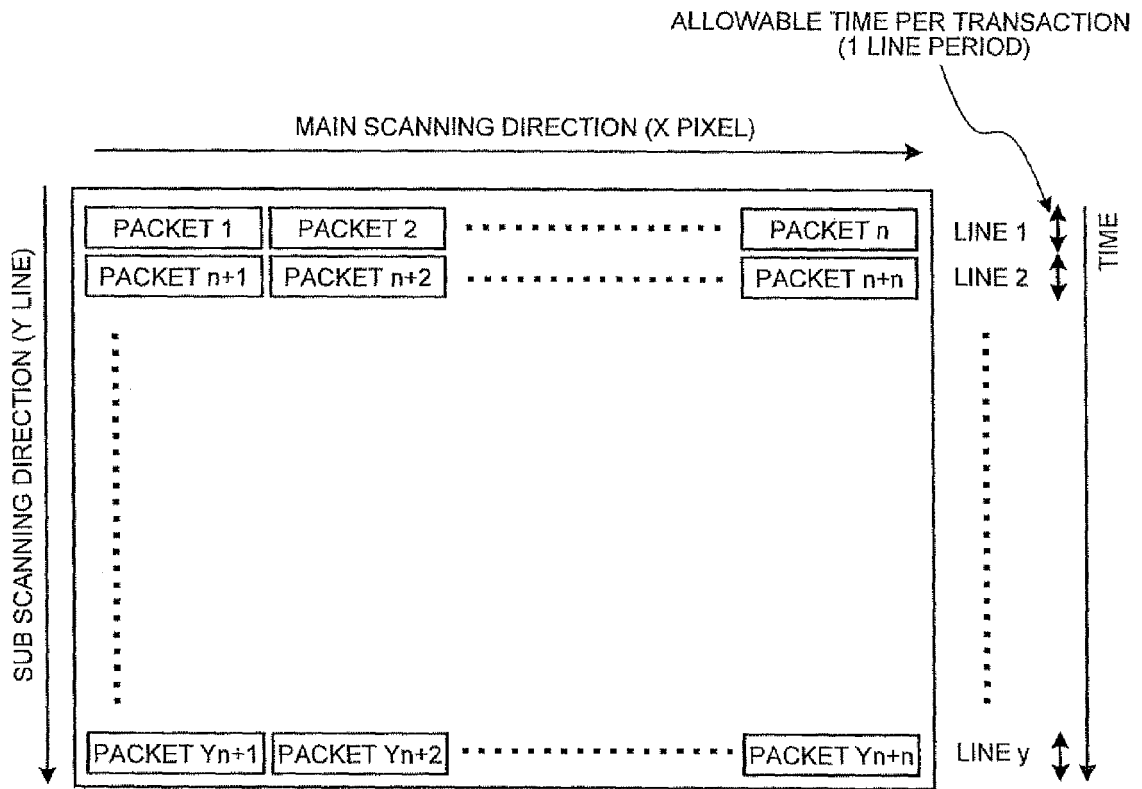 ALLOWABLE TIME PER TRANSACTION
(1 LINE PERIOD)
MAIN SCANNING DIRECTION (X PIXEL)
SUB SCANNING DIRECTION (Y LINE)
TIME
PACKET 1 PACKET 2 PACKET n LINE 1
PACKET n+1 PACKET n+2 PACKET n+n LINE 2
PACKET Yn+1 PACKET Yn+2 PACKET Yn+n LINE y